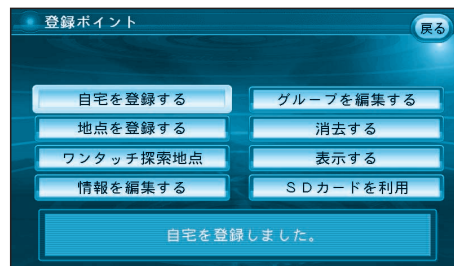 登録ポイント
戻る
自宅を登録する
グループを編集する
地点を登録する
消去する
ワンタッチ探索地点
表示する
情報を編集する
SDカードを利用
自宅を登録しました。